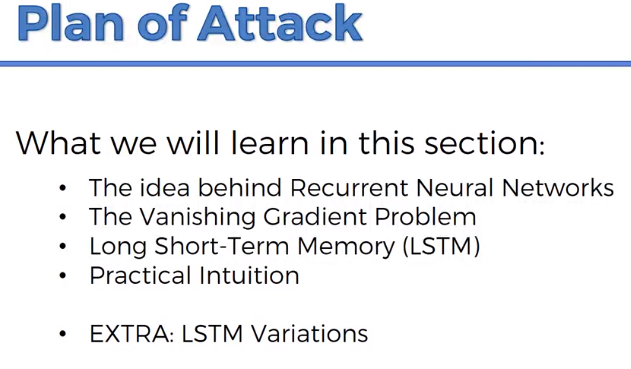 Plan of Attack
What we will learn in this section:
• The idea behind Recurrent Neural Networks
• The Vanishing Gradient Problem
• Long Short-Term Memory (LSTM)
• Practical Intuition
• EXTRA: LSTM Variations